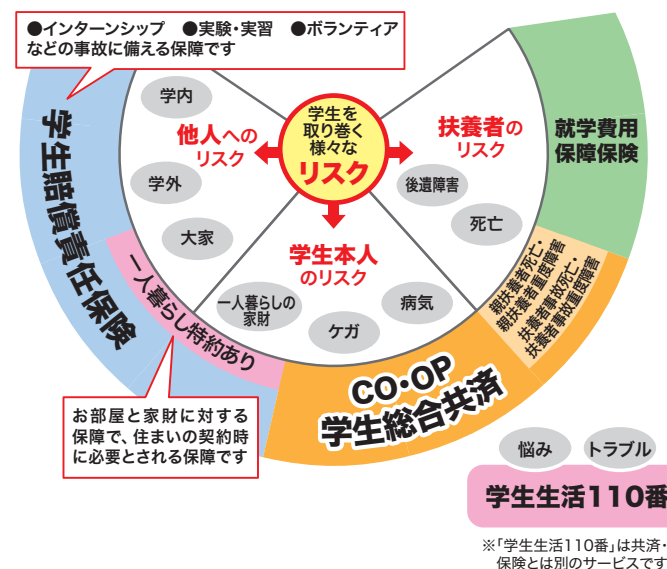 ●インターンシップ ●実験・実習 ●ボランティア
などの事故に備える保障です
学内
他人への
リスク
学外
大家
学生を
取り巻く
様々な
リスク
扶養者の
リスク
後遺障害
死亡
学生本人
のリスク
一人暮らしの
家財
ケガ
病気
学生賠償責任保険
一人暮らし特約あり
就学費用
保障保険
親扶養者死亡・
親扶養者重度障害
扶養者事故死亡・
扶養者事故重度障害
CO・OP
学生総合共済
お部屋と家財に対する
保障で、住まいの契約時
に必要とされる保障です
悩み
トラブル
学生生活110番
※「学生生活110番」は共済・
保険とは別のサービスです